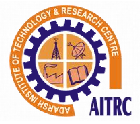 ADARSH INSTITUTE OF TECHNOLOGY & RESEARCH CENTRE
AITRC